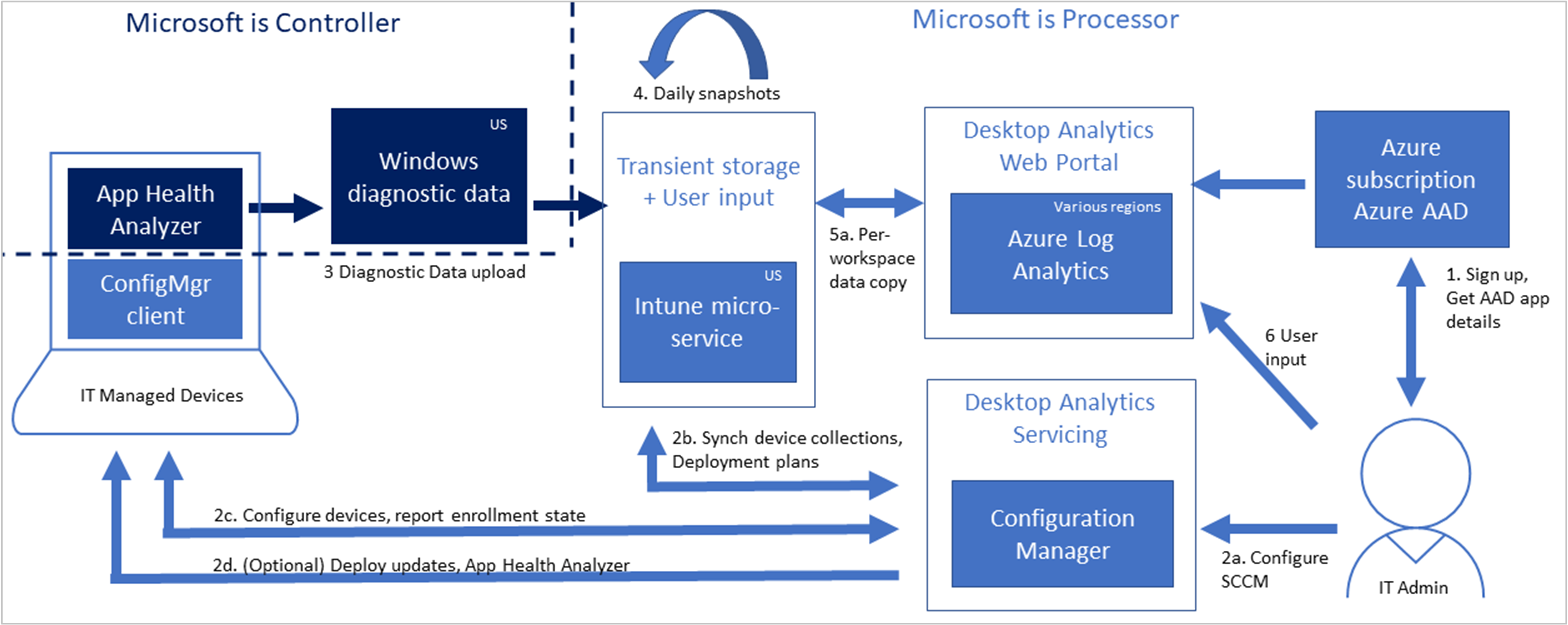 Microsoft is Controller
Microsoft is Processor
4. Daily snapshots
US
Windows
diagnostic data
App Health
Analyzer
ConfigMgr
client
IT Managed Devices
3 Diagnostic Data upload
Transient storage
+ User input
US
Intune micro-
service
5a. Per-
workspace
data copy
Desktop Analytics
Web Portal
Various regions
Azure Log
Analytics
Azure
subscription
Azure AAD
1. Sign up,
Get AAD app
details
6 User
input
2b. Synch device collections,
Deployment plans
Desktop Analytics
Servicing
Configuration
Manager
2c. Configure devices, report enrollment state
2d. (Optional) Deploy updates, App Health Analyzer
2a. Configure
SCCM
IT Admin